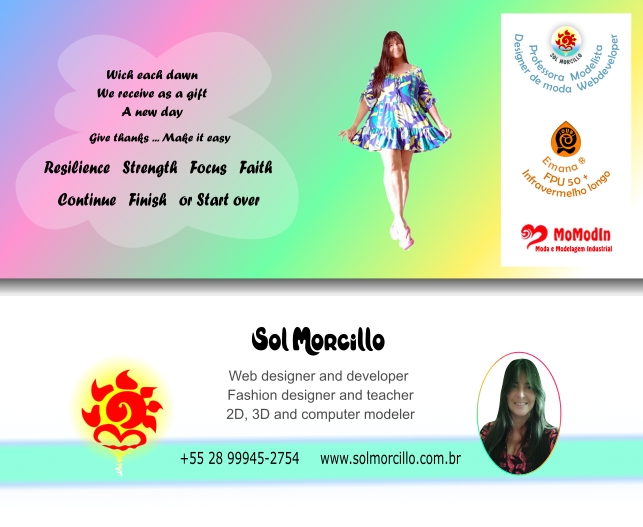 Wich each dawn
We receive as a gift
A new day
Give thanks ... Make it easy
Resilience Strength Focus Faith
Continue Finish or Start over
SOL MORCILLO
Professora Modelista
Designer de moda Webdeveloper
Emana ®
FPU 50 +
Infravermelho longo
MoModIn
Moda e Modelagem Industrial
Sol Morcillo
Web designer and developer
Fashion designer and teacher
2D, 3D and computer modeler
+55 28 99945-2754 www.solmorcillo.com.br